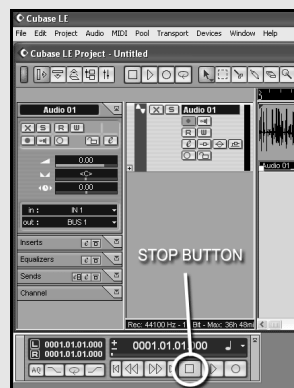 Cubase LE
File Edit Project Audio MIDI Pool Transport Devices Window Help
Cubase LE Project - Untitled
Audio 01
X S R W
0.00
<C>
0.00
in: IN 1
out: BUS 1
Inserts
Equalizers
Sends
Channel
X S Audio 01
R W
Audio 01
STOP BUTTON
Rec: 44100 Hz - 1 Bit - Max: 36h 48m
L 0001.01.01.000
R 0001.01.01.000
0001.01.01.000
AQ